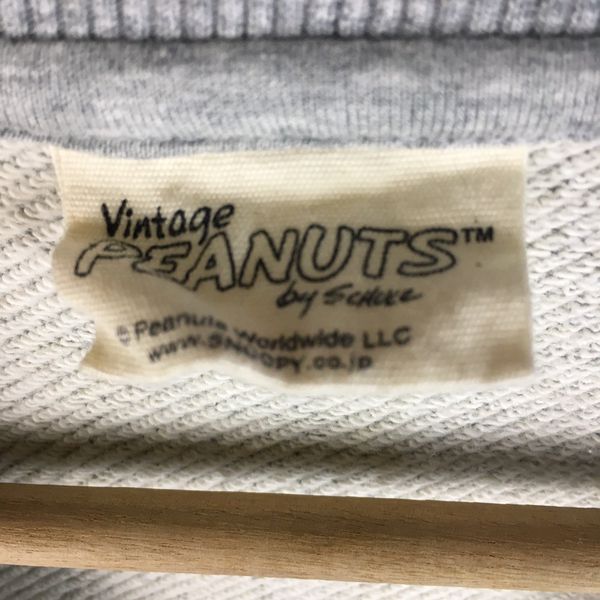 Vintage
PEANUTS™
by SCHULZ
© Peanuts Worldwide LLC
www.SNOOPY.co.jp